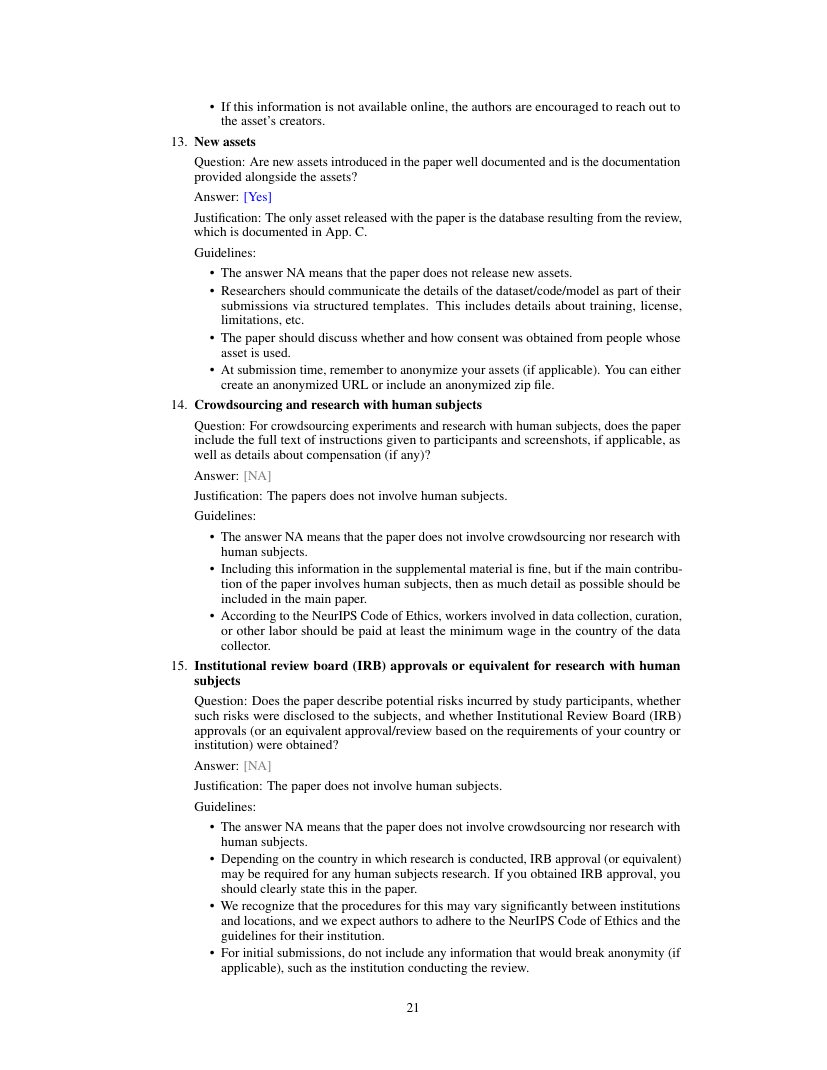 • If this information is not available online, the authors are encouraged to reach out to
the asset's creators.
13. New assets
Question: Are new assets introduced in the paper well documented and is the documentation
provided alongside the assets?
Answer: [Yes]
Justification: The only asset released with the paper is the database resulting from the review,
which is documented in App. C.
Guidelines:
• The answer NA means that the paper does not release new assets.
• Researchers should communicate the details of the dataset/code/model as part of their
submissions via structured templates. This includes details about training, license,
limitations, etc.
• The paper should discuss whether and how consent was obtained from people whose
asset is used.
• At submission time, remember to anonymize your assets (if applicable). You can either
create an anonymized URL or include an anonymized zip file.
14. Crowdsourcing and research with human subjects
Question: For crowdsourcing experiments and research with human subjects, does the paper
include the full text of instructions given to participants and screenshots, if applicable, as
well as details about compensation (if any)?
Answer: [NA]
Justification: The papers does not involve human subjects.
Guidelines:
• The answer NA means that the paper does not involve crowdsourcing nor research with
human subjects.
• Including this information in the supplemental material is fine, but if the main contribu-
tion of the paper involves human subjects, then as much detail as possible should be
included in the main paper.
• According to the NeurIPS Code of Ethics, workers involved in data collection, curation,
or other labor should be paid at least the minimum wage in the country of the data
collector.
15. Institutional review board (IRB) approvals or equivalent for research with human
subjects
Question: Does the paper describe potential risks incurred by study participants, whether
such risks were disclosed to the subjects, and whether Institutional Review Board (IRB)
approvals (or an equivalent approval/review based on the requirements of your country or
institution) were obtained?
Answer: [NA]
Justification: The paper does not involve human subjects.
Guidelines:
• The answer NA means that the paper does not involve crowdsourcing nor research with
human subjects.
• Depending on the country in which research is conducted, IRB approval (or equivalent)
may be required for any human subjects research. If you obtained IRB approval, you
should clearly state this in the paper.
• We recognize that the procedures for this may vary significantly between institutions
and locations, and we expect authors to adhere to the NeurIPS Code of Ethics and the
guidelines for their institution.
• For initial submissions, do not include any information that would break anonymity (if
applicable), such as the institution conducting the review.
21